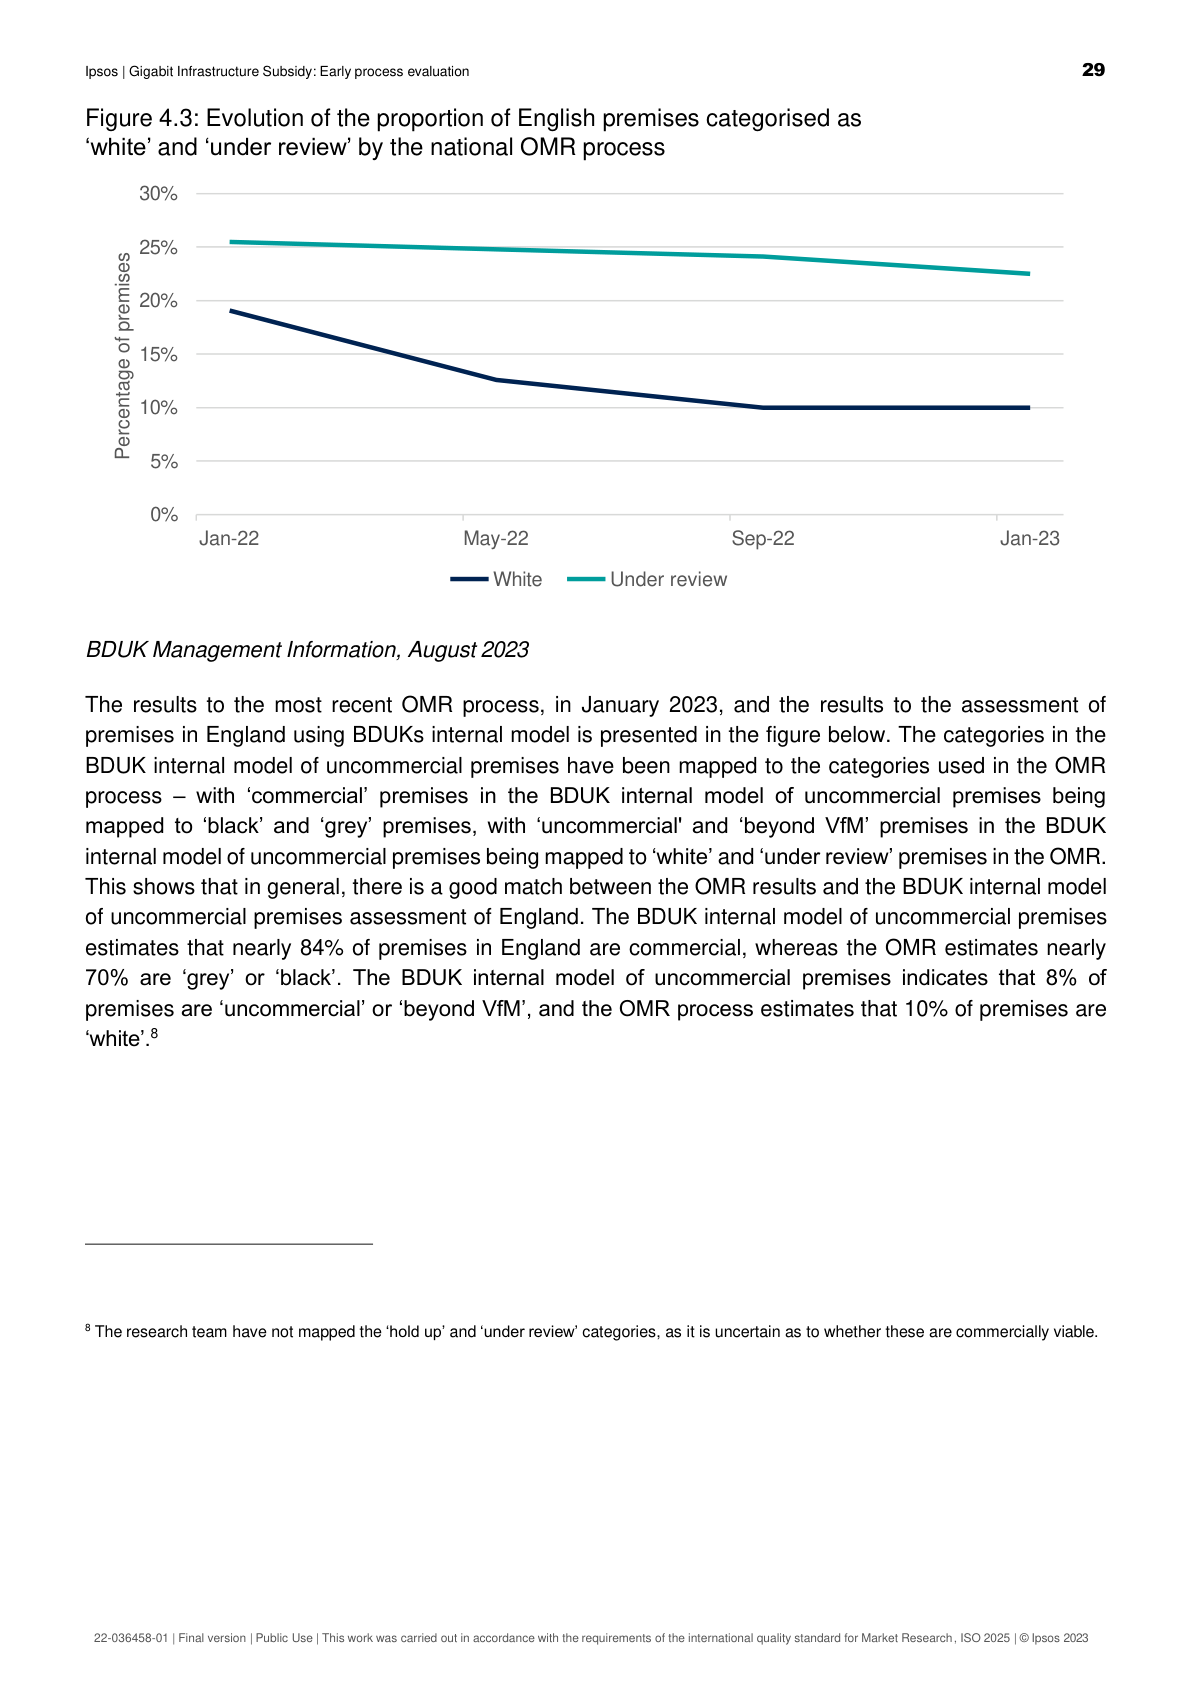 Ipsos | Gigabit Infrastructure Subsidy: Early process evaluation
29
Figure 4.3: Evolution of the proportion of English premises categorised as
‘white’ and ‘under review’ by the national OMR process
30%
25%
20%
15%
10%
5%
0%
Percentage of premises
Jan-22
May-22
Sep-22
Jan-23
White
Under review
BDUK Management Information, August 2023
The results to the most recent OMR process, in January 2023, and the results to the assessment of
premises in England using BDUKs internal model is presented in the figure below. The categories in the
BDUK internal model of uncommercial premises have been mapped to the categories used in the OMR
process – with ‘commercial’ premises in the BDUK internal model of uncommercial premises being
mapped to ‘black’ and ‘grey’ premises, with ‘uncommercial' and ‘beyond VfM’ premises in the BDUK
internal model of uncommercial premises being mapped to ‘white’ and ‘under review’ premises in the OMR.
This shows that in general, there is a good match between the OMR results and the BDUK internal model
of uncommercial premises assessment of England. The BDUK internal model of uncommercial premises
estimates that nearly 84% of premises in England are commercial, whereas the OMR estimates nearly
70% are ‘grey’ or ‘black’. The BDUK internal model of uncommercial premises indicates that 8% of
premises are ‘uncommercial’ or ‘beyond VfM’, and the OMR process estimates that 10% of premises are
‘white’.8
8 The research team have not mapped the ‘hold up’ and ‘under review’ categories, as it is uncertain as to whether these are commercially viable.
22-036458-01 | Final version | Public Use | This work was carried out in accordance with the requirements of the international quality standard for Market Research, ISO 2025 | © Ipsos 2023